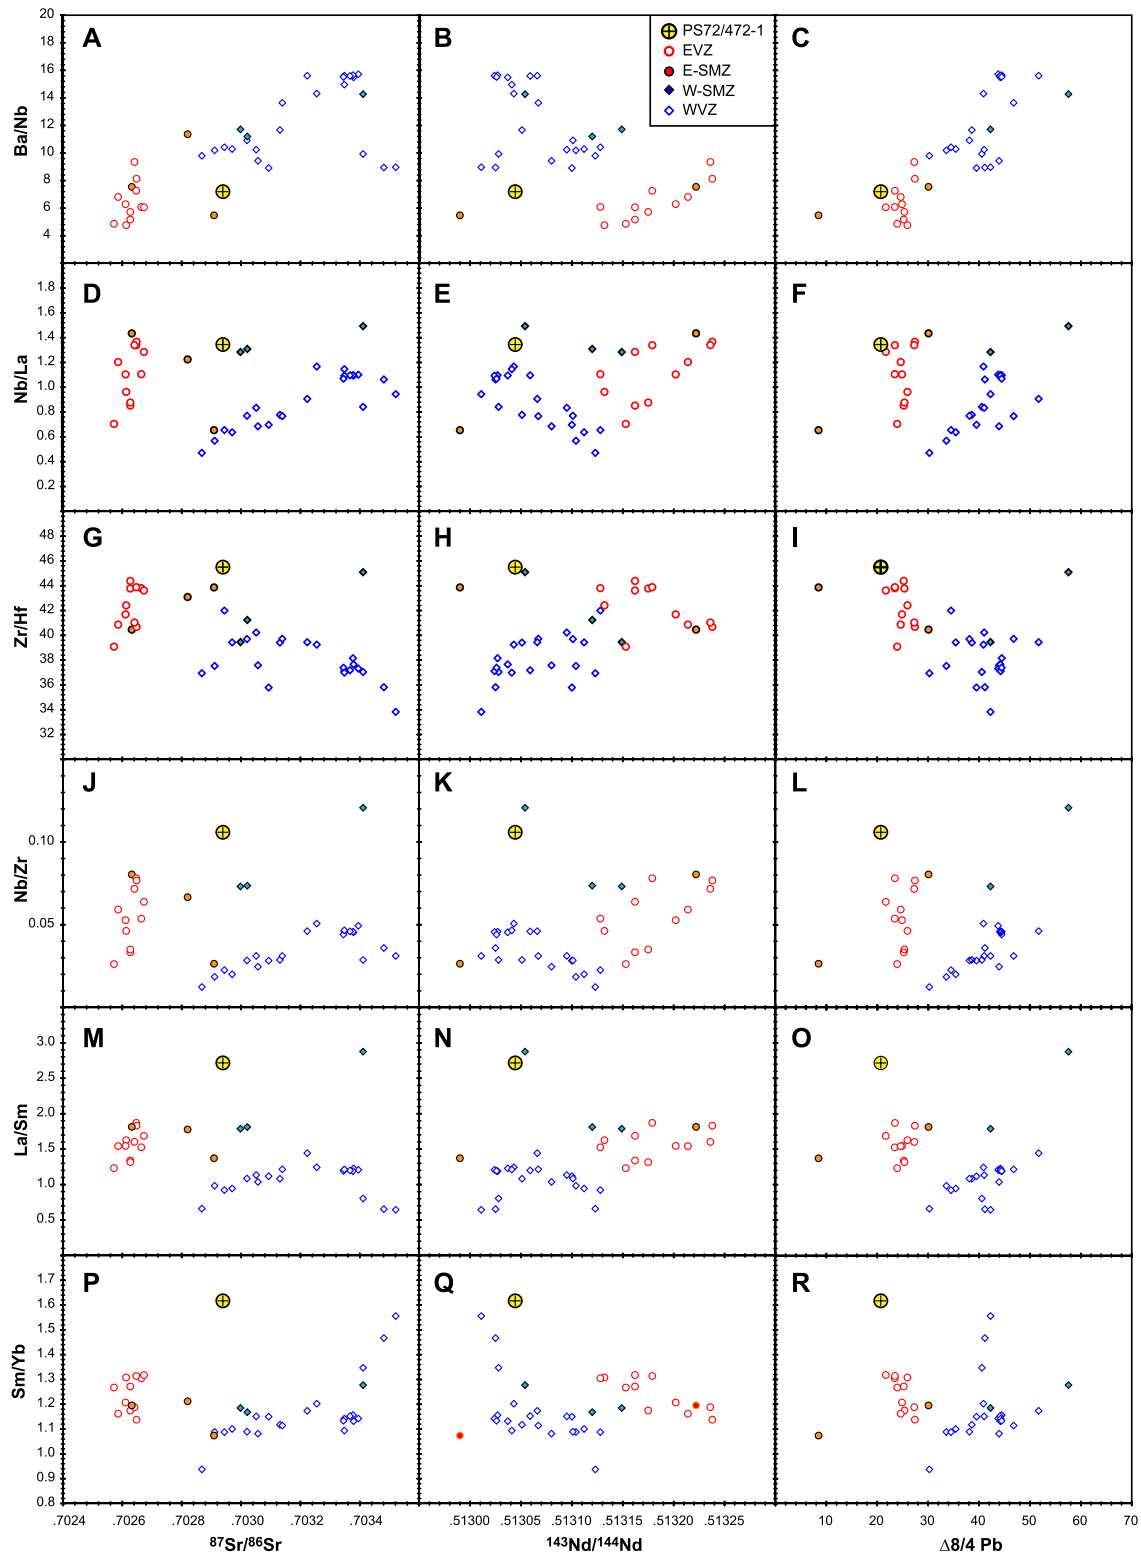 A
B
C
PS72/472-1
EVZ
E-SMZ
W-SMZ
WVZ
20
18
16
14
12
10
8
6
4
Ba/Nb
D
E
F
1.8
1.6
1.4
1.2
1.0
0.8
0.6
0.4
0.2
Nb/La
G
H
I
48
46
44
42
40
38
36
34
32
Zr/Hf
J
K
L
0.10
0.05
Nb/Zr
M
N
O
3.0
2.5
2.0
1.5
1.0
0.5
La/Sm
P
Q
R
1.7
1.6
1.5
1.4
1.3
1.2
1.1
1.0
0.9
0.8
Sm/Yb
.7024 .7026 .7028 .7030 .7032 .7034
.51300 .51305 .51310 .51315 .51320 .51325
10 20 30 40 50 60 70
⁸⁷Sr/⁸⁶Sr
¹⁴³Nd/¹⁴⁴Nd
Δ8/4 Pb